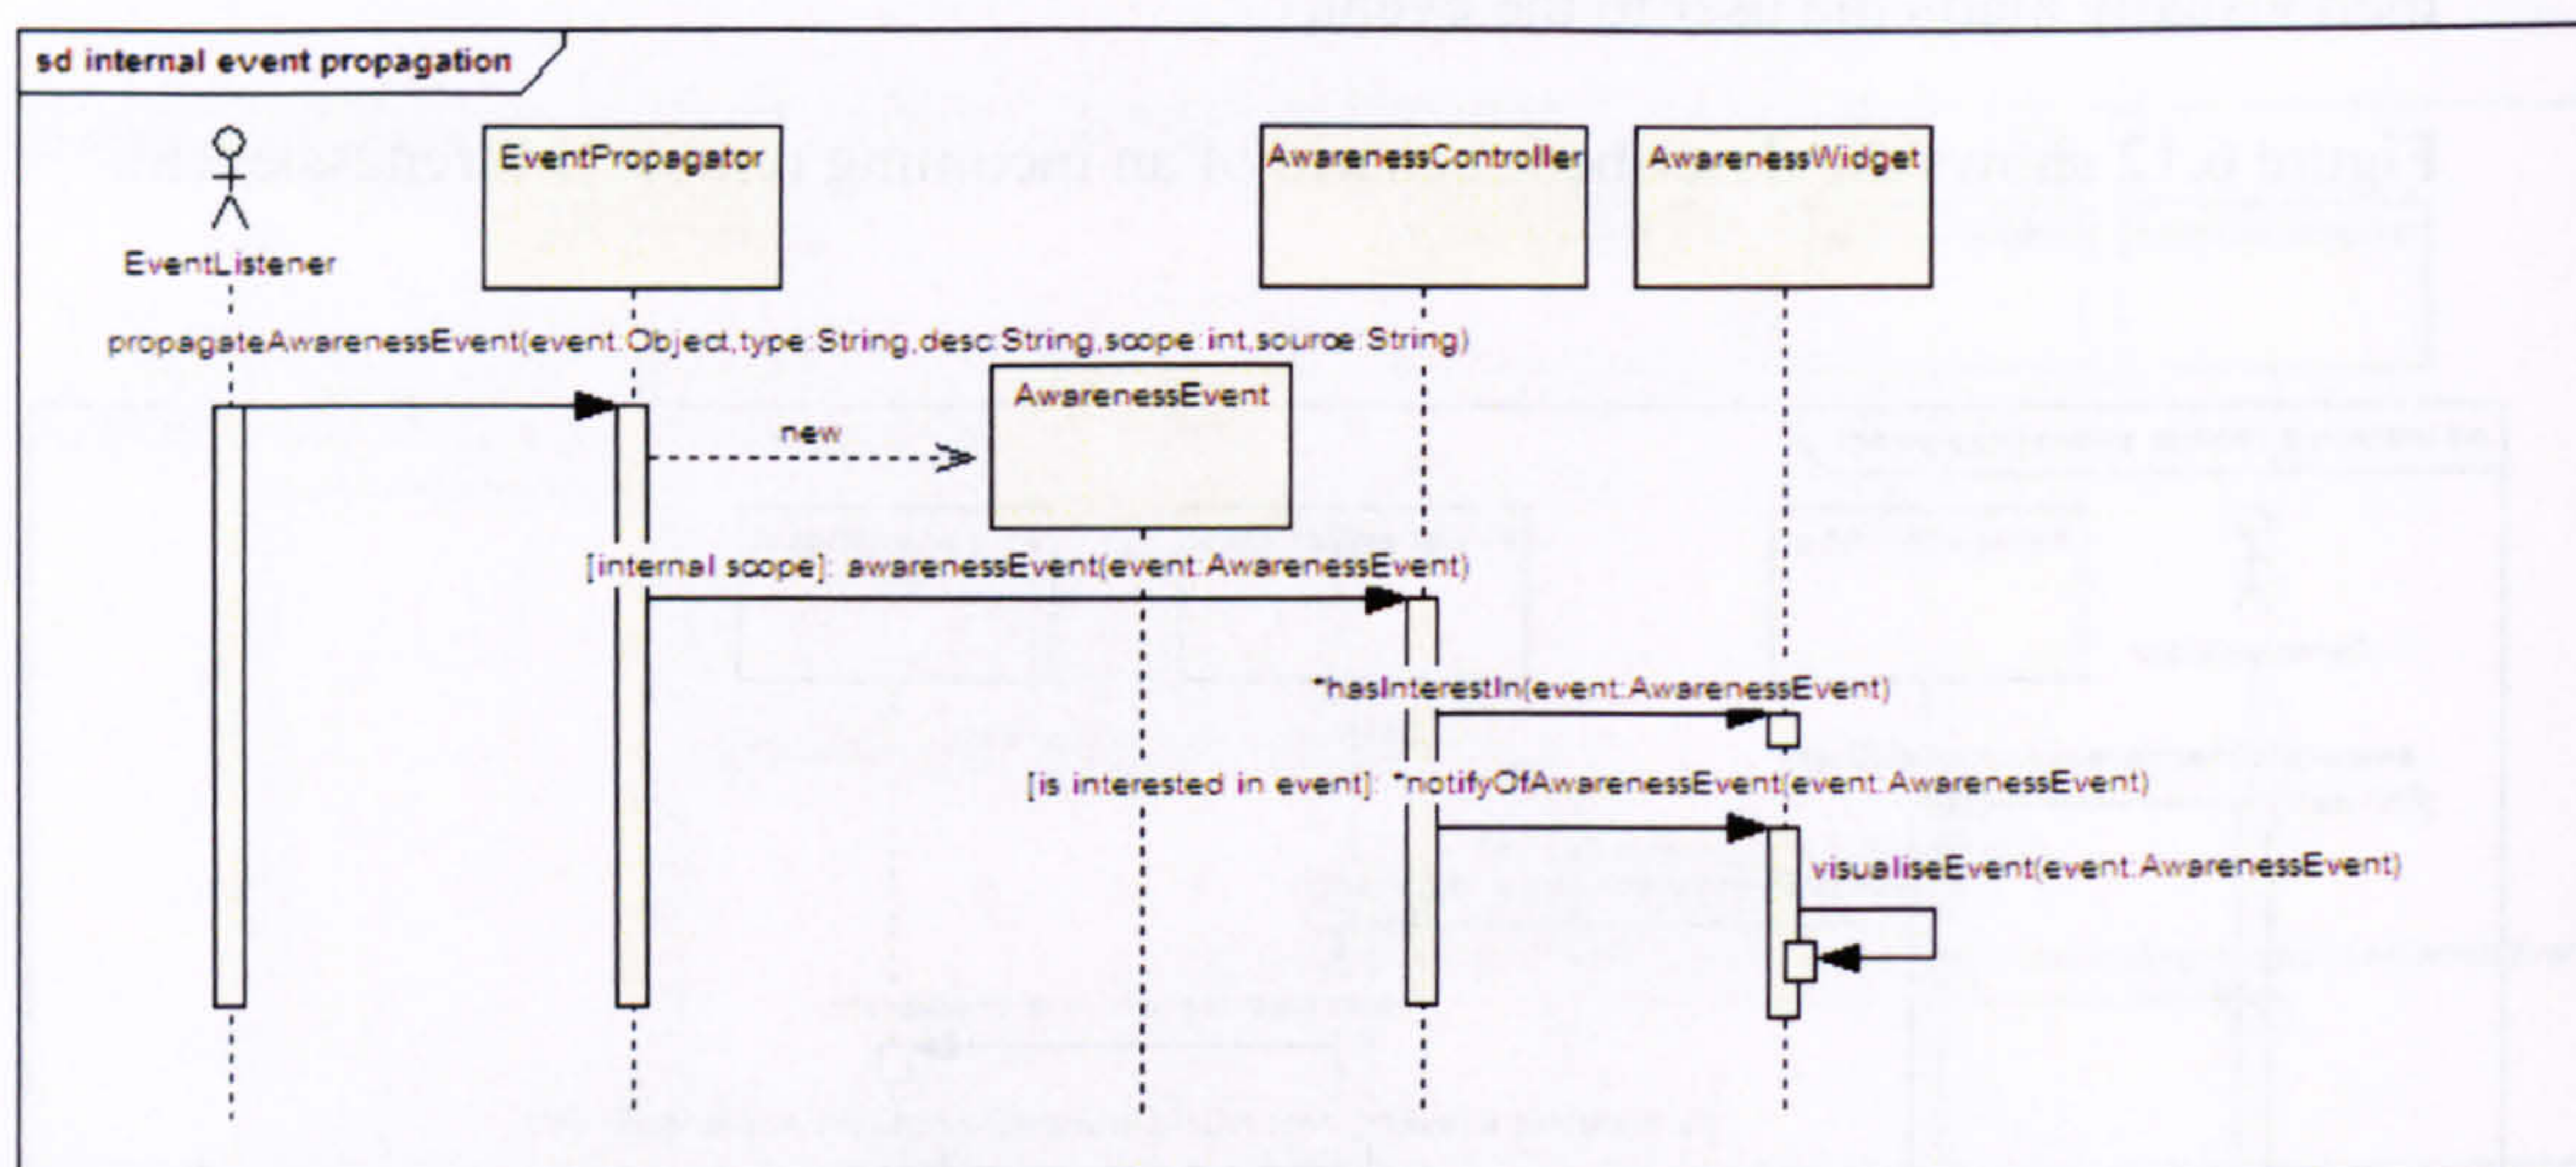 sd internal event propagation
EventListener
EventPropagator
AwarenessController
AwarenessWidget
propagateAwarenessEvent(event:Object,type:String,desc:String,scope:int,source:String)
AwarenessEvent
new
[internal scope]: awarenessEvent(event:AwarenessEvent)
*hasInterestIn(event:AwarenessEvent)
[is interested in event]: *notifyOfAwarenessEvent(event:AwarenessEvent)
visualiseEvent(event:AwarenessEvent)